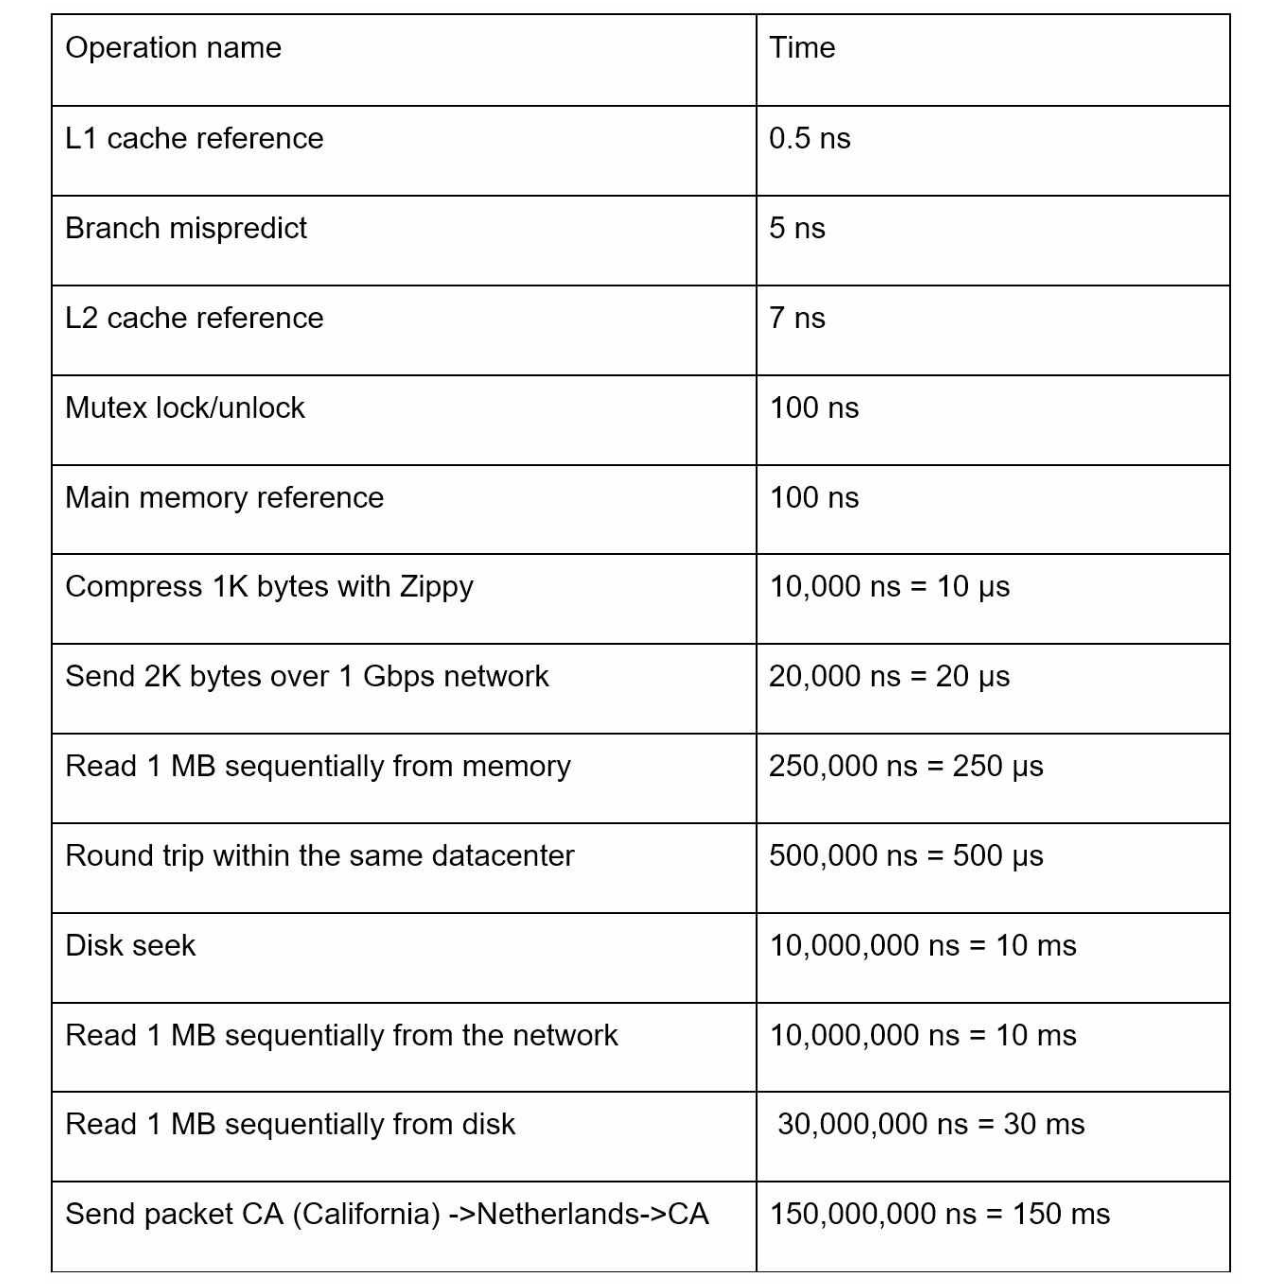 Operation name Time
L1 cache reference 0.5 ns
Branch mispredict 5 ns
L2 cache reference 7 ns
Mutex lock/unlock 100 ns
Main memory reference 100 ns
Compress 1K bytes with Zippy 10,000 ns = 10 µs
Send 2K bytes over 1 Gbps network 20,000 ns = 20 µs
Read 1 MB sequentially from memory 250,000 ns = 250 µs
Round trip within the same datacenter 500,000 ns = 500 µs
Disk seek 10,000,000 ns = 10 ms
Read 1 MB sequentially from the network 10,000,000 ns = 10 ms
Read 1 MB sequentially from disk 30,000,000 ns = 30 ms
Send packet CA (California) ->Netherlands->CA 150,000,000 ns = 150 ms